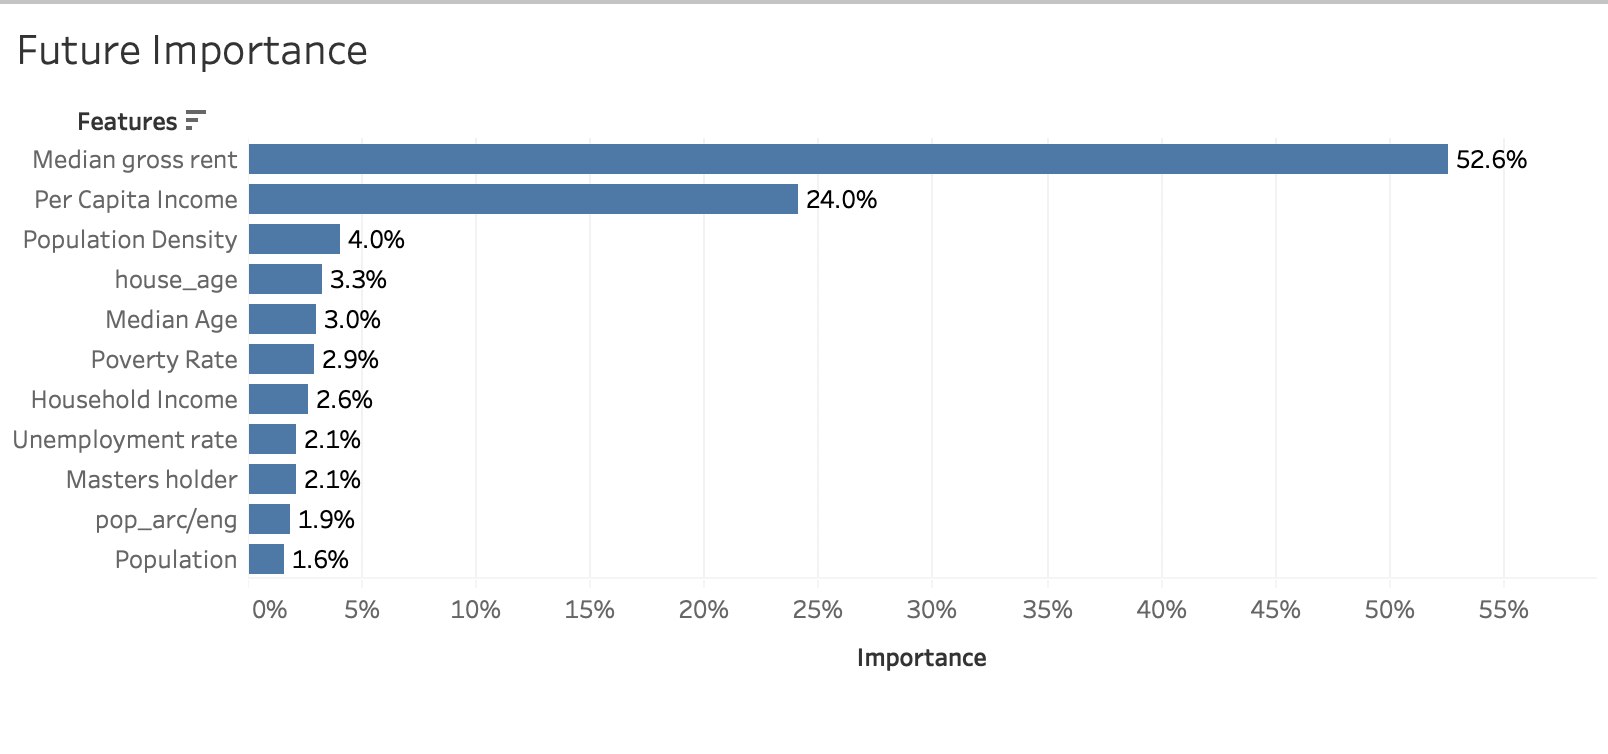 Future Importance
Features
Median gross rent 52.6%
Per Capita Income 24.0%
Population Density 4.0%
house_age 3.3%
Median Age 3.0%
Poverty Rate 2.9%
Household Income 2.6%
Unemployment rate 2.1%
Masters holder 2.1%
pop_arc/eng 1.9%
Population 1.6%
0% 5% 10% 15% 20% 25% 30% 35% 40% 45% 50% 55%
Importance